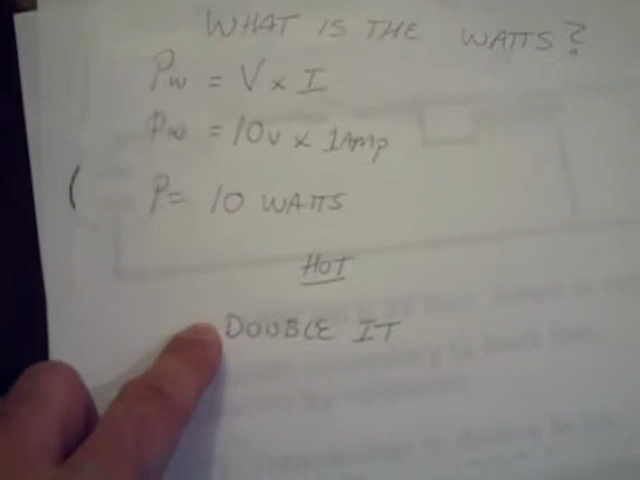 WHAT IS THE WATTS?
Pw = V x I
Pw = 10v x 1Amp
P= 10 WATTS
HOT
DOUBLE IT